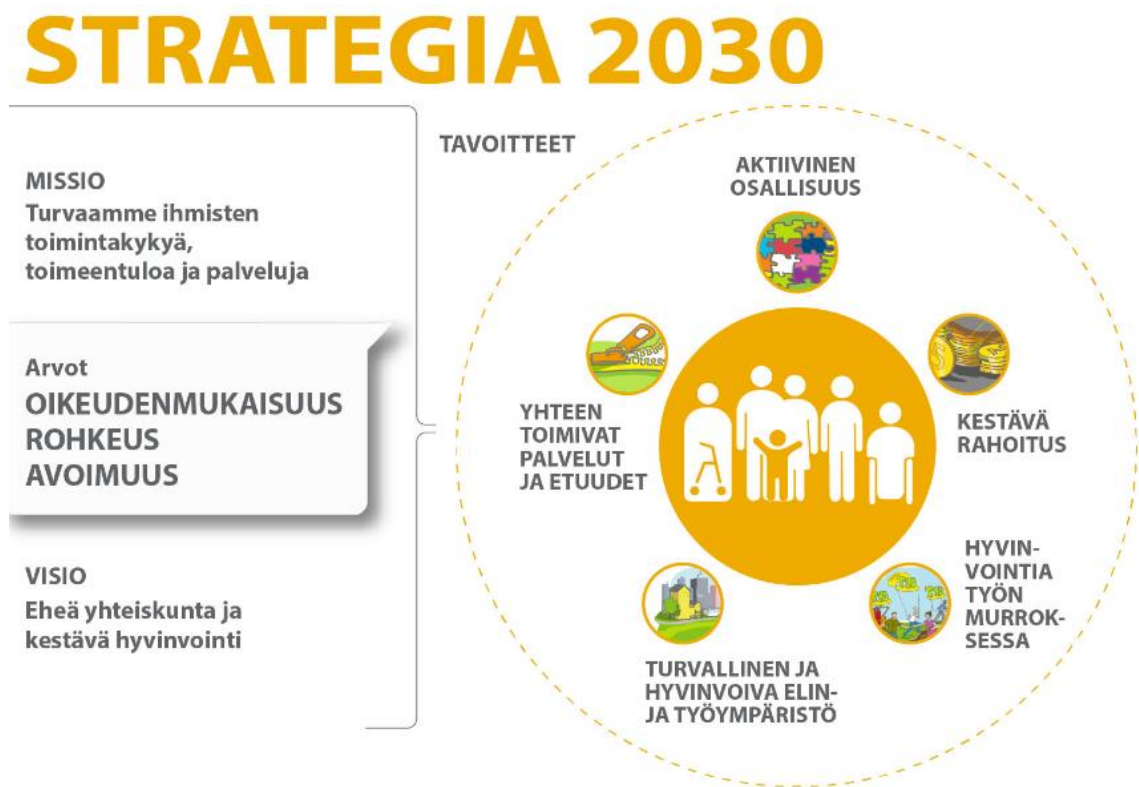 STRATEGIA 2030
MISSIO
Turvaamme ihmisten
toimintakykyä,
toimeentuloa ja palveluja
Arvot
OIKEUDENMUKAISUUS
ROHKEUS
AVOIMUUS
VISIO
Eheä yhteiskunta ja
kestävä hyvinvointi
TAVOITTEET
AKTIIVINEN
OSALLISUUS
KESTÄVÄ
RAHOITUS
HYVIN-
VOINTIA
TYÖN
MURROK-
SESSA
TURVALLINEN JA
HYVINVOIVA ELIN-
JA TYÖYMPÄRISTÖ
YHTEEN
TOIMIVAT
PALVELUT
JA ETUUDET